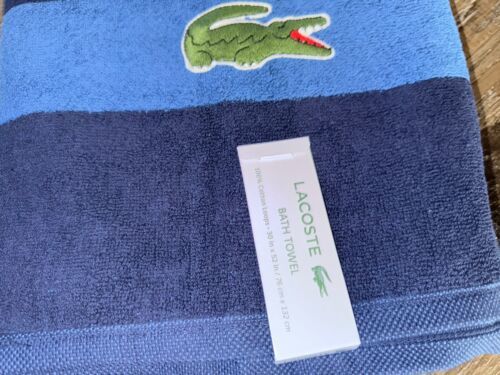 LACOSTE
BATH TOWEL
100% Cotton Loops • 30 in x 52 in / 76 cm x 132 cm